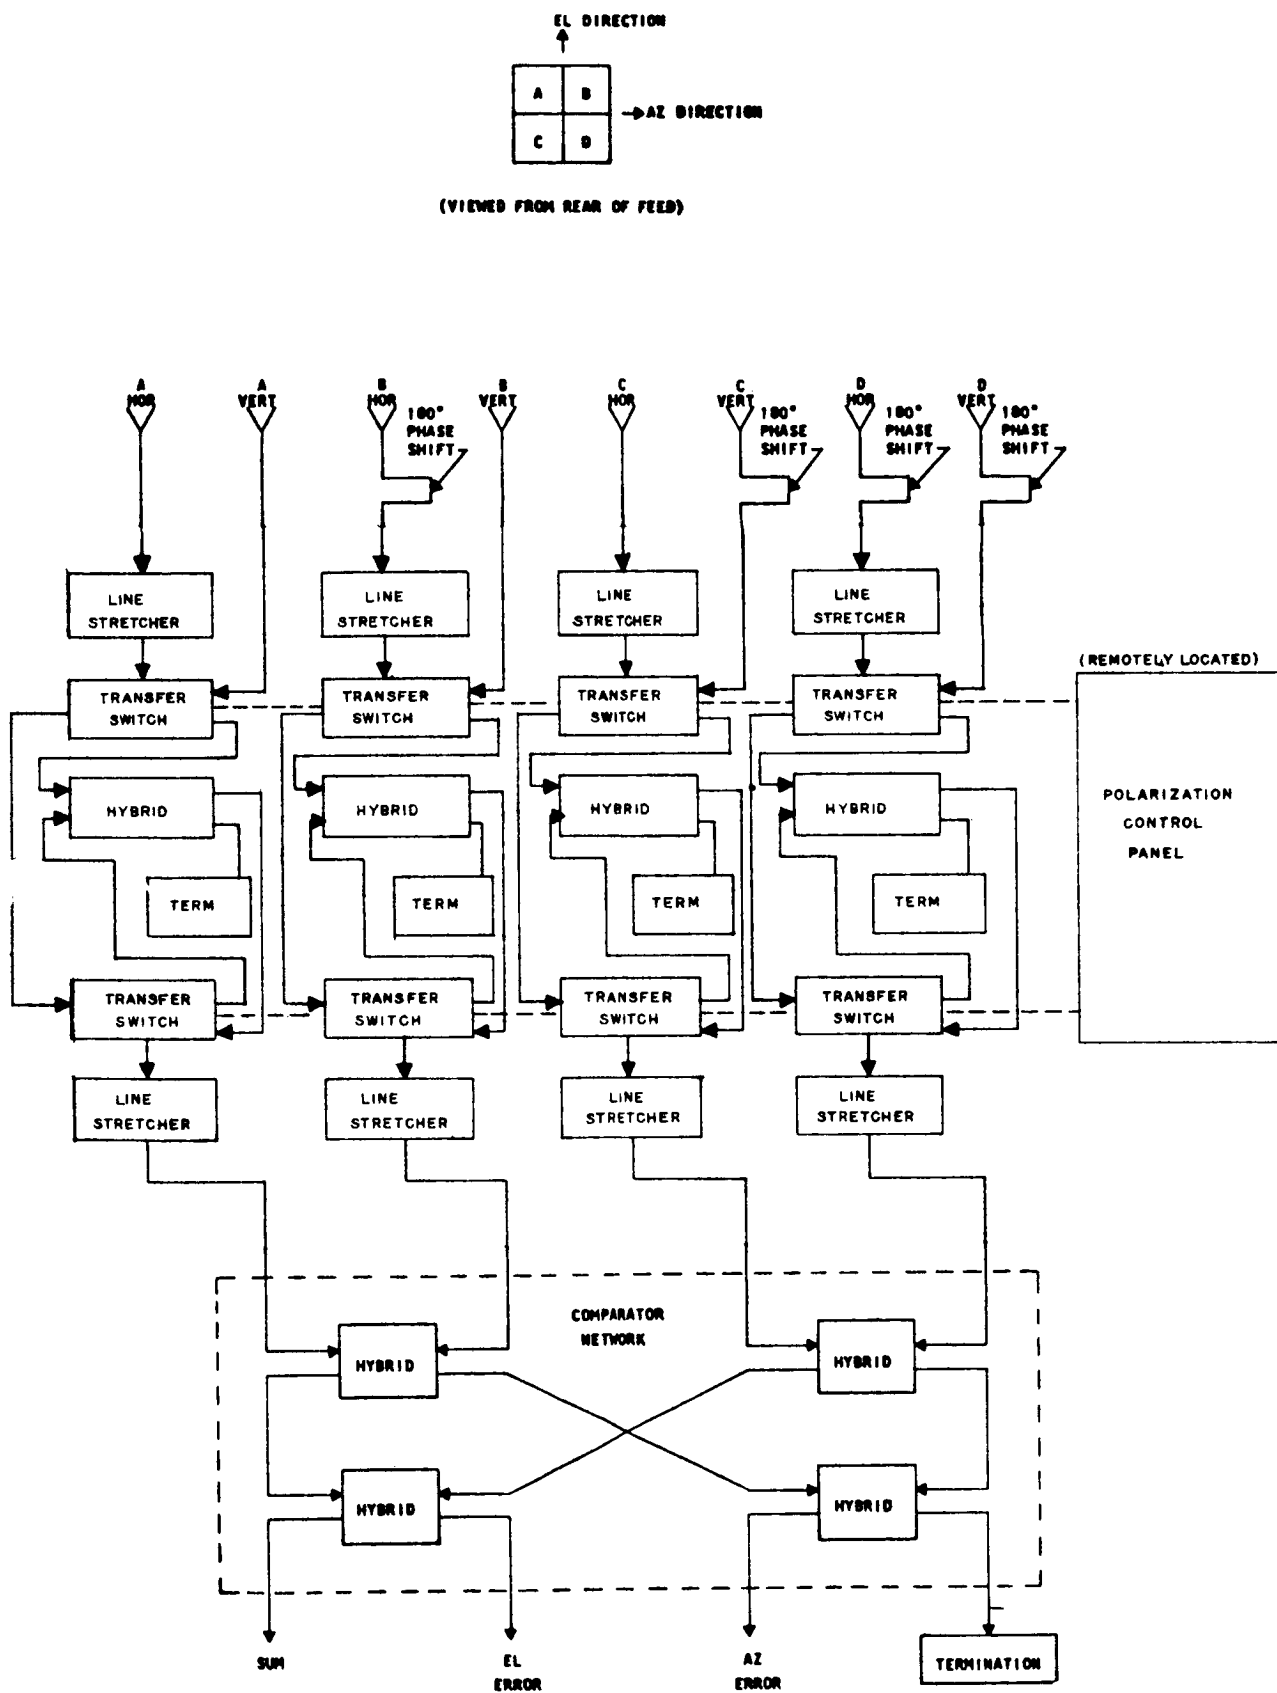 EL DIRECTION
A B
AZ DIRECTION
C D
(VIEWED FROM REAR OF FEED)
A
HOR
A
VERT
B
HOR
180°
PHASE
SHIFT
B
VERT
C
HOR
C
VERT
180°
PHASE
SHIFT
D
HOR
180°
PHASE
SHIFT
D
VERT
180°
PHASE
SHIFT
LINE
STRETCHER
LINE
STRETCHER
LINE
STRETCHER
LINE
STRETCHER
(REMOTELY LOCATED)
TRANSFER
SWITCH
TRANSFER
SWITCH
TRANSFER
SWITCH
TRANSFER
SWITCH
HYBRID
HYBRID
HYBRID
HYBRID
POLARIZATION
CONTROL
PANEL
TERM
TERM
TERM
TERM
TRANSFER
SWITCH
TRANSFER
SWITCH
TRANSFER
SWITCH
TRANSFER
SWITCH
LINE
STRETCHER
LINE
STRETCHER
LINE
STRETCHER
LINE
STRETCHER
COMPARATOR
NETWORK
HYBRID
HYBRID
HYBRID
HYBRID
SUM
EL
ERROR
AZ
ERROR
TERMINATION